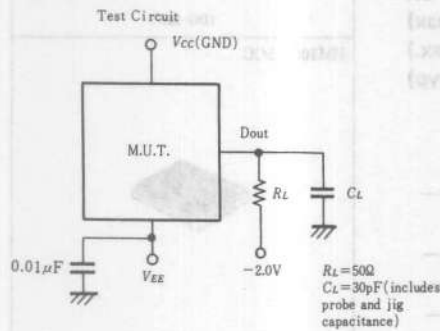 Test Circuit
Vcc(GND)
M.U.T.
Dout
RL
CL
0.01μF
VEE
−2.0V
RL=50Ω
CL=30pF(includes
probe and jig
capacitance)